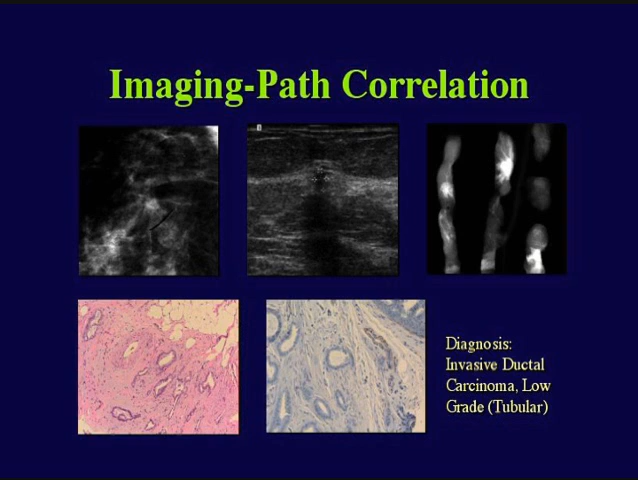 Imaging-Path Correlation
Diagnosis:
Invasive Ductal
Carcinoma, Low
Grade (Tubular)